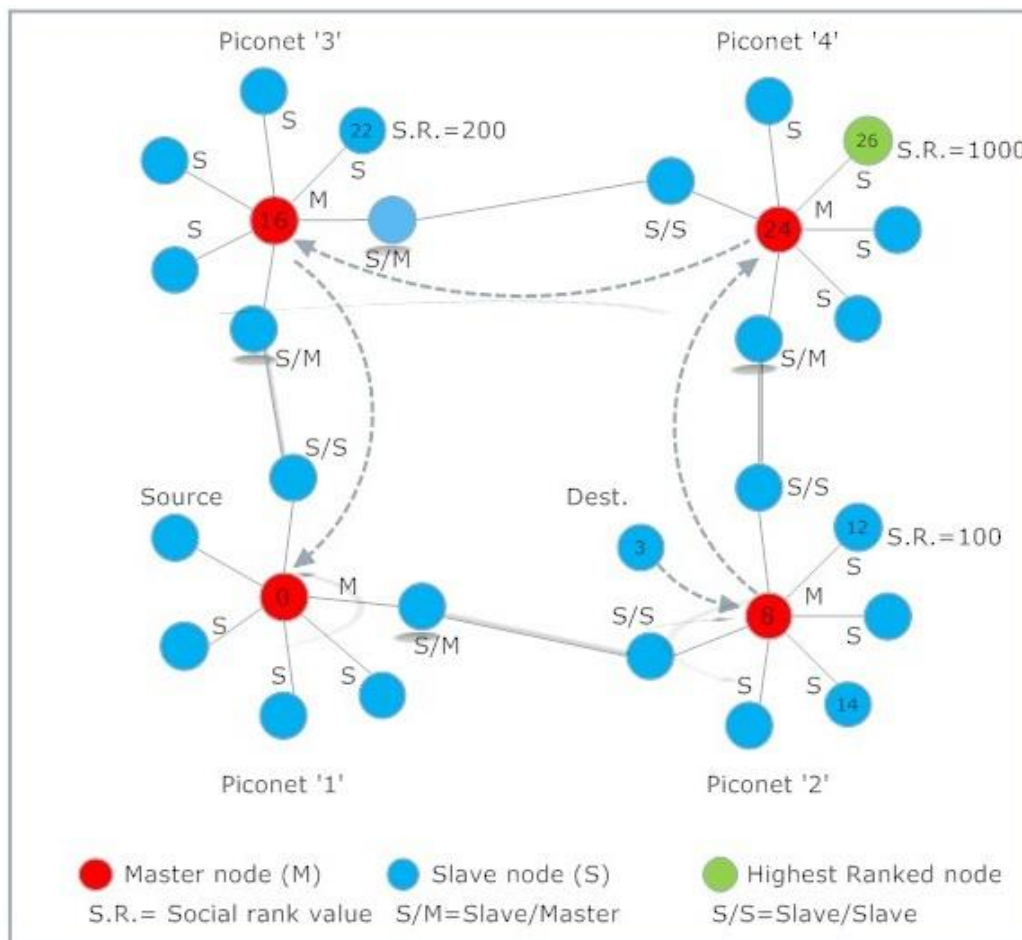 Piconet '3'
Piconet '4'
S
22
S.R.=200
S
26
S.R.=1000
S
S
S
M
M
16
24
S
S
S/M
S/S
S
S
S/M
S/M
S/S
S/S
Source
Dest.
3
12
S.R.=100
S
0
M
S/M
S/S
8
M
S
S
S
S
S
S
14
Piconet '1'
Piconet '2'
Master node (M)
Slave node (S)
Highest Ranked node
S.R.= Social rank value
S/M=Slave/Master
S/S=Slave/Slave